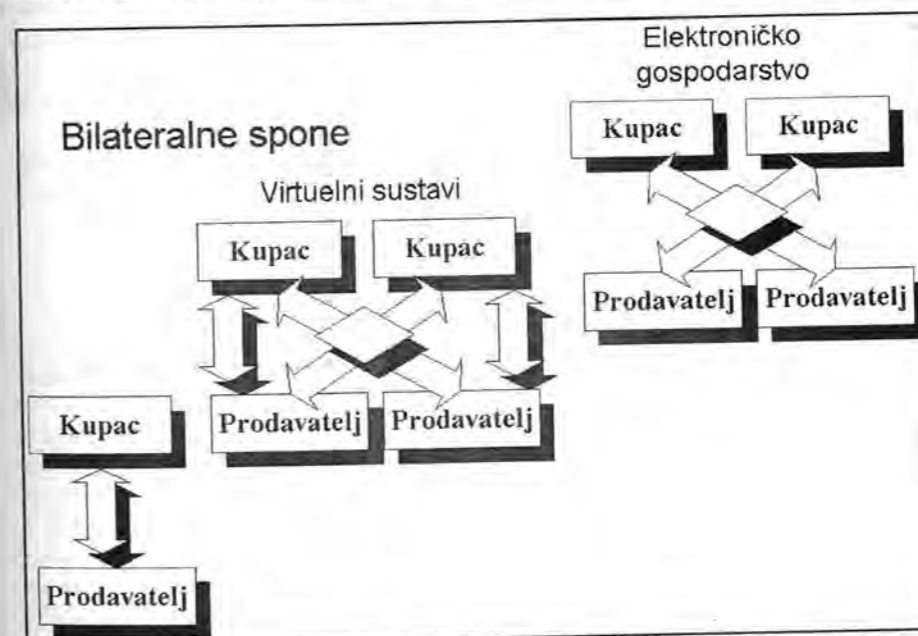 Elektroničko
gospodarstvo
Kupac
Kupac
Bilateralne spone
Virtuelni sustavi
Kupac
Kupac
Prodavatelj
Prodavatelj
Kupac
Prodavatelj
Prodavatelj
Prodavatelj